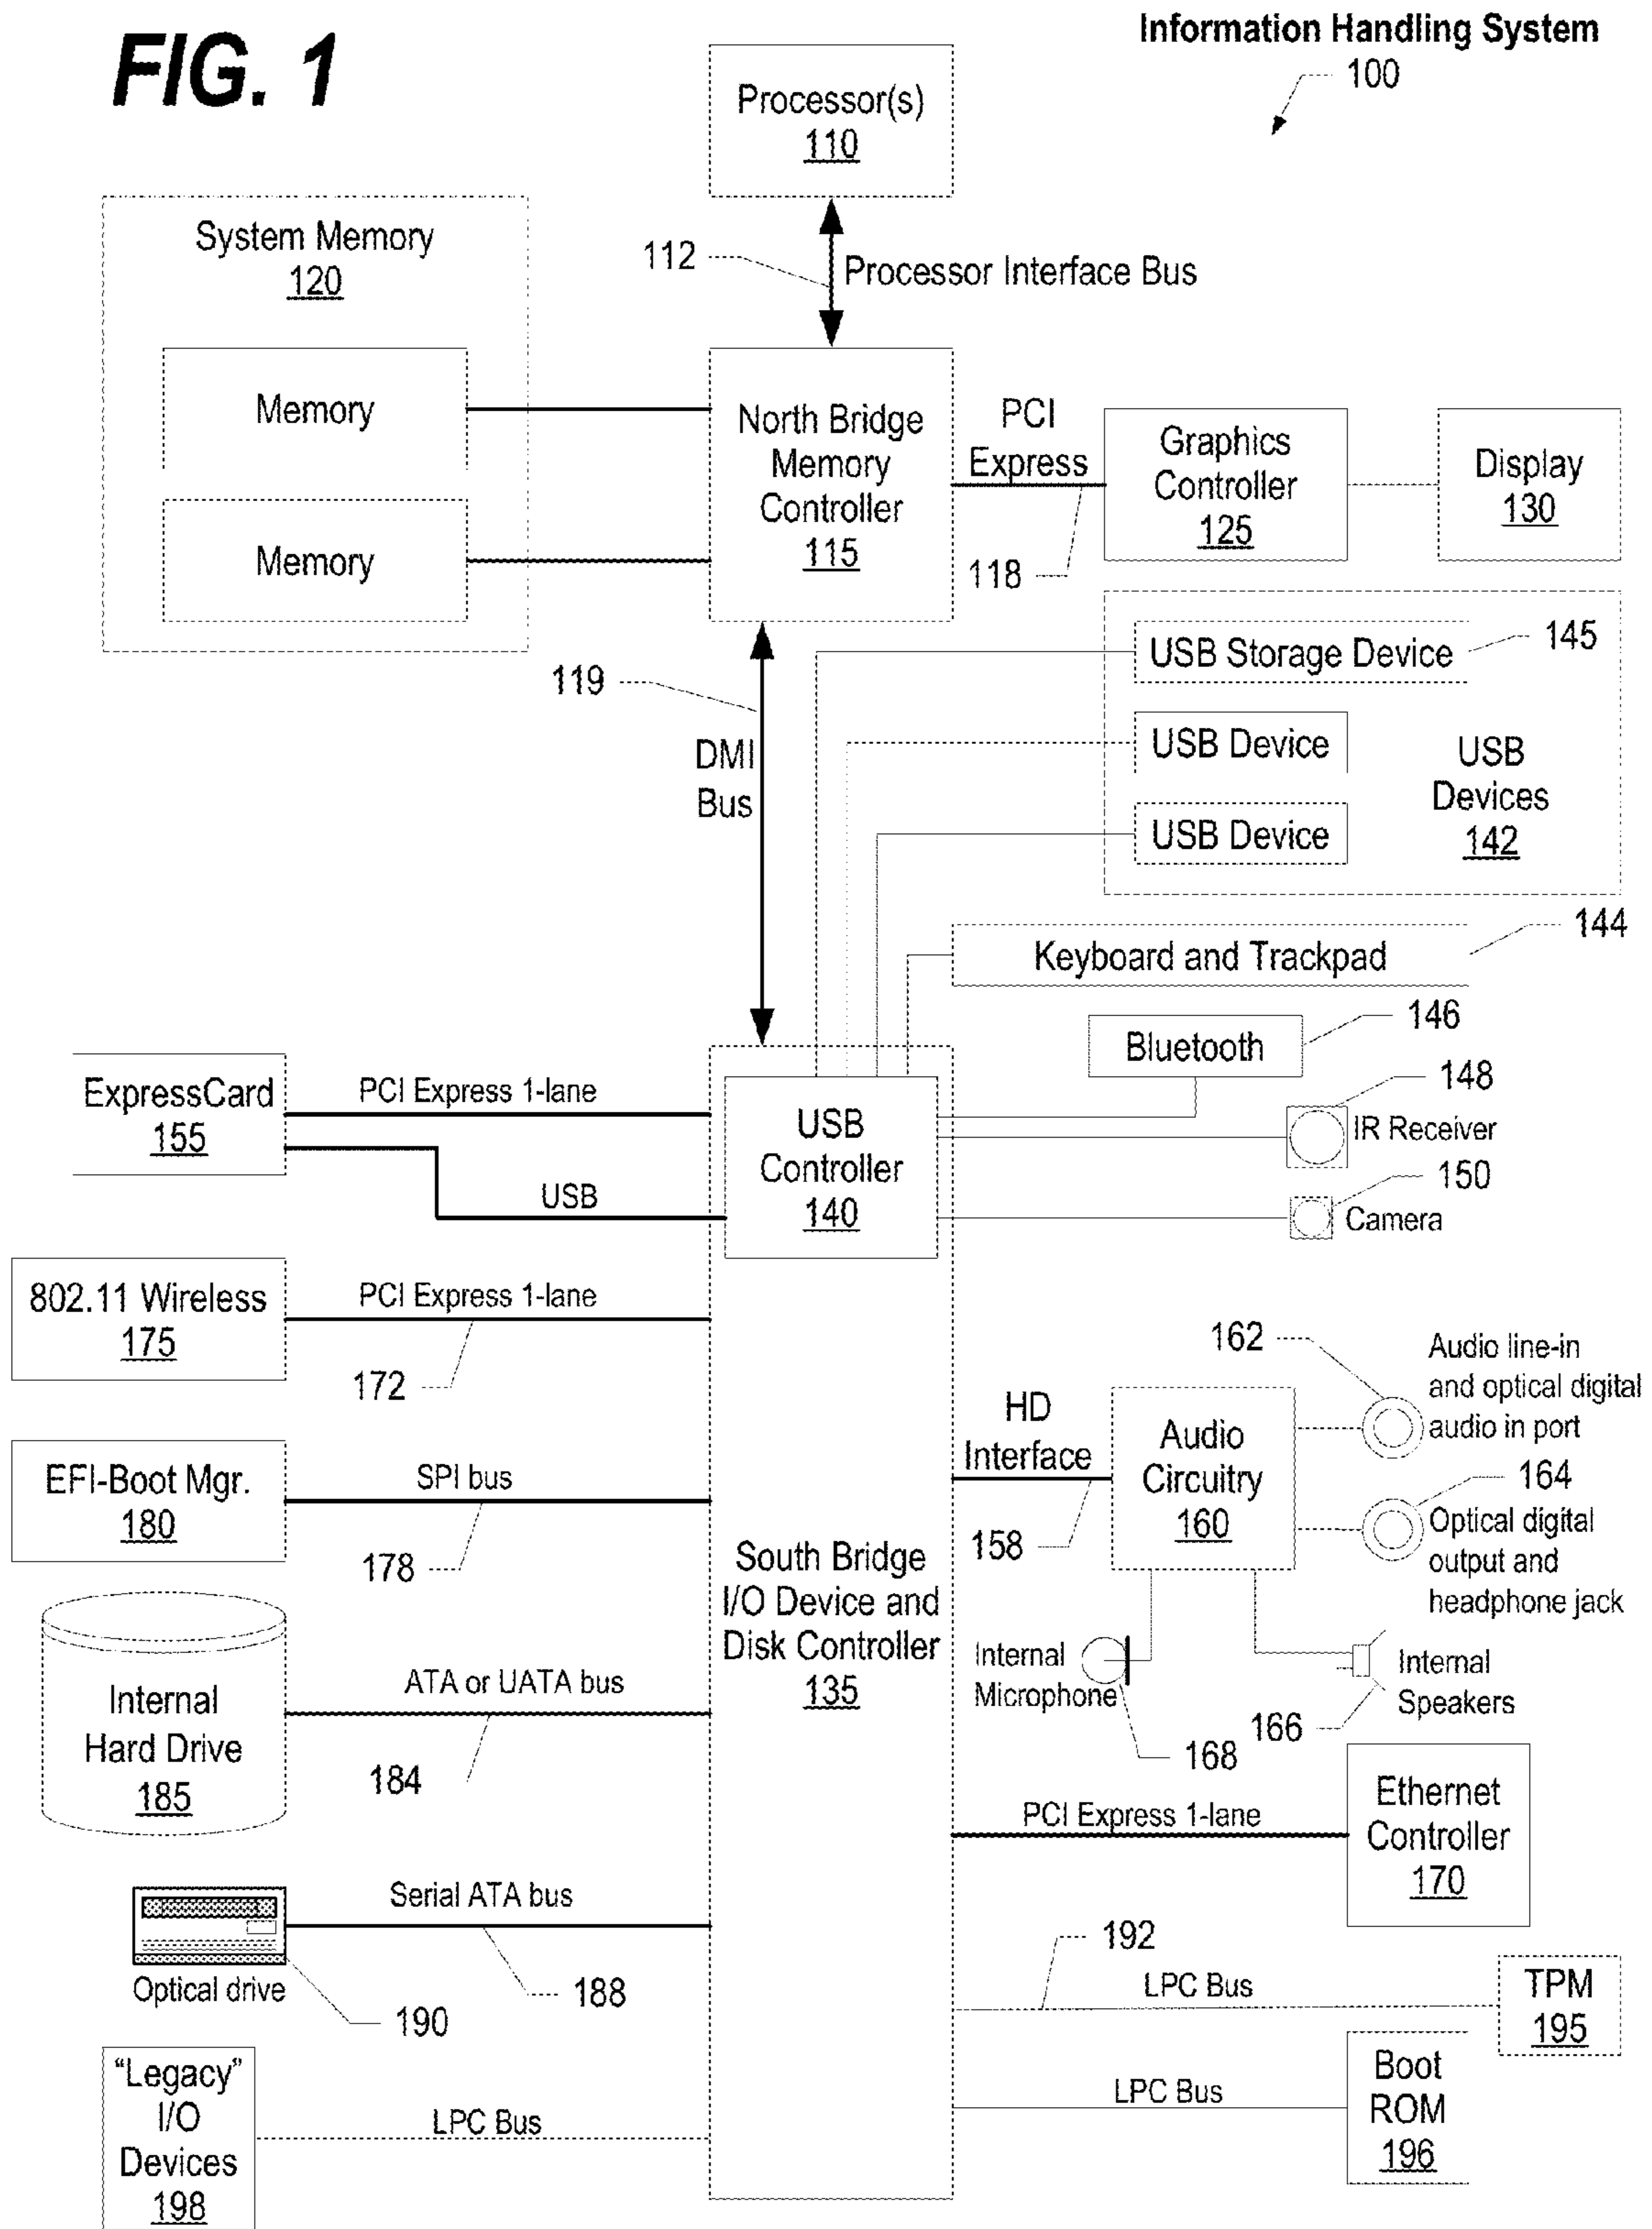 FIG. 1
Information Handling System
100
Processor(s)
110
System Memory
120
112
Processor Interface Bus
Memory
Memory
North Bridge
Memory
Controller
115
PCI
Express
118
Graphics
Controller
125
Display
130
119
DMI
Bus
USB Storage Device
145
USB Device
USB Device
USB
Devices
142
Keyboard and Trackpad
144
Bluetooth
146
148
IR Receiver
150
Camera
ExpressCard
155
PCI Express 1-lane
USB
USB
Controller
140
802.11 Wireless
175
PCI Express 1-lane
172
162
Audio line-in
and optical digital
audio in port
HD
Interface
158
Audio
Circuitry
160
164
Optical digital
output and
headphone jack
EFI-Boot Mgr.
180
SPI bus
178
South Bridge
I/O Device and
Disk Controller
135
Internal
Microphone
168
Internal
Speakers
166
Internal
Hard Drive
185
ATA or UATA bus
184
PCI Express 1-lane
Ethernet
Controller
170
Serial ATA bus
188
Optical drive
190
192
LPC Bus
TPM
195
"Legacy"
I/O
Devices
198
LPC Bus
LPC Bus
Boot
ROM
196